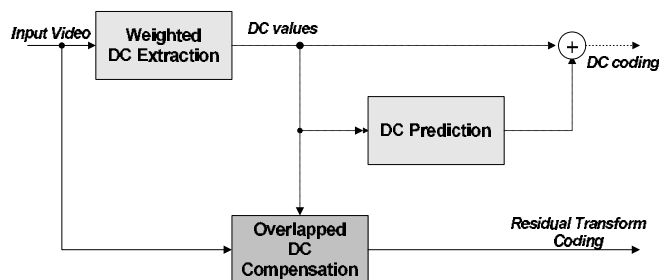 Input Video
Weighted
DC Extraction
DC values
+
DC coding
DC Prediction
Overlapped
DC
Compensation
Residual Transform
Coding